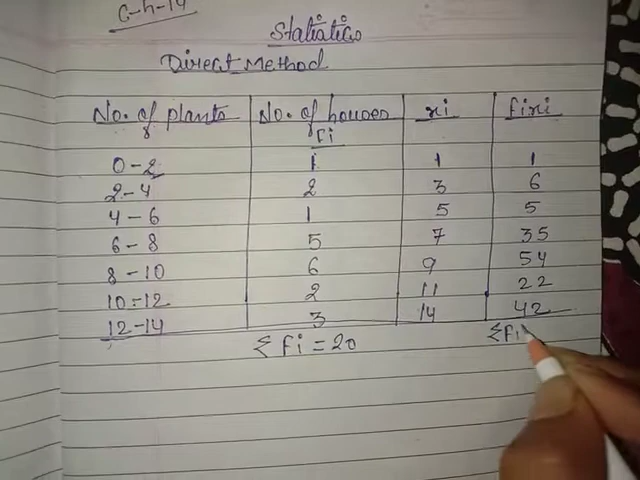 C-h-14
Statistics
Direct Method
No. of plants No. of houses fi xi fixi
0-2 1 1 1
2-4 2 3 6
4-6 1 5 5
6-8 5 7 35
8-10 6 9 54
10-12 2 11 22
12-14 3 14 42
Σfi = 20 Σfi